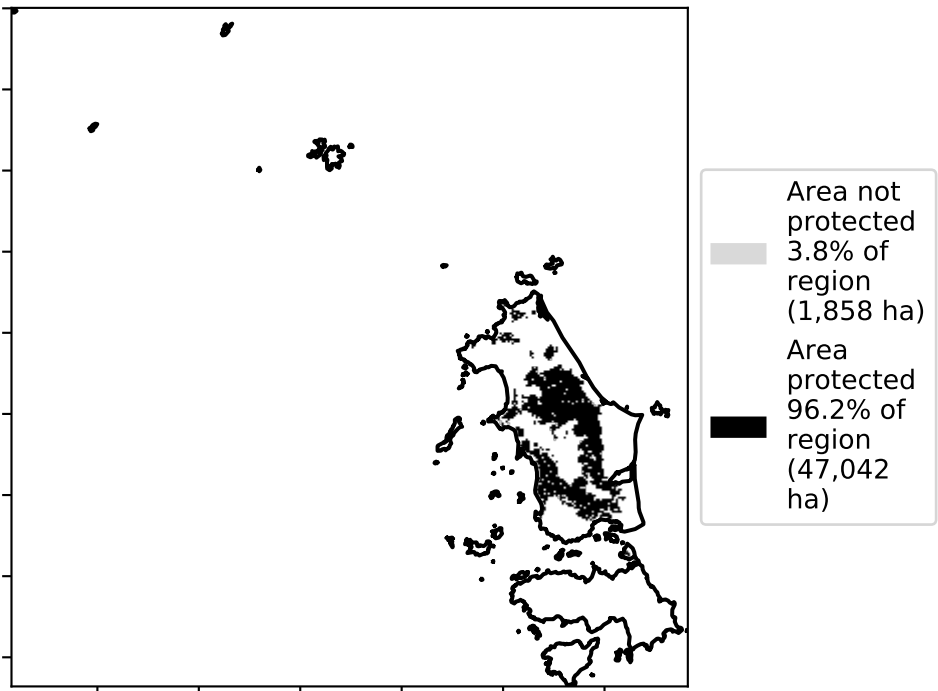 Area not
protected
3.8% of
region
(1,858 ha)
Area
protected
96.2% of
region
(47,042
ha)